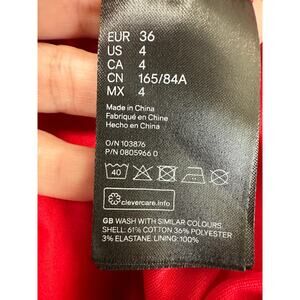 EUR 36
US 4
CA 4
CN 165/84A
MX 4
Made in China
Fabriqué en Chine
Hecho en China
O/N 103876
P/N 0805966 0
40
clevercare.info
GB WASH WITH SIMILAR COLOURS.
SHELL: 61% COTTON 36% POLYESTER
3% ELASTANE. LINING: 100%